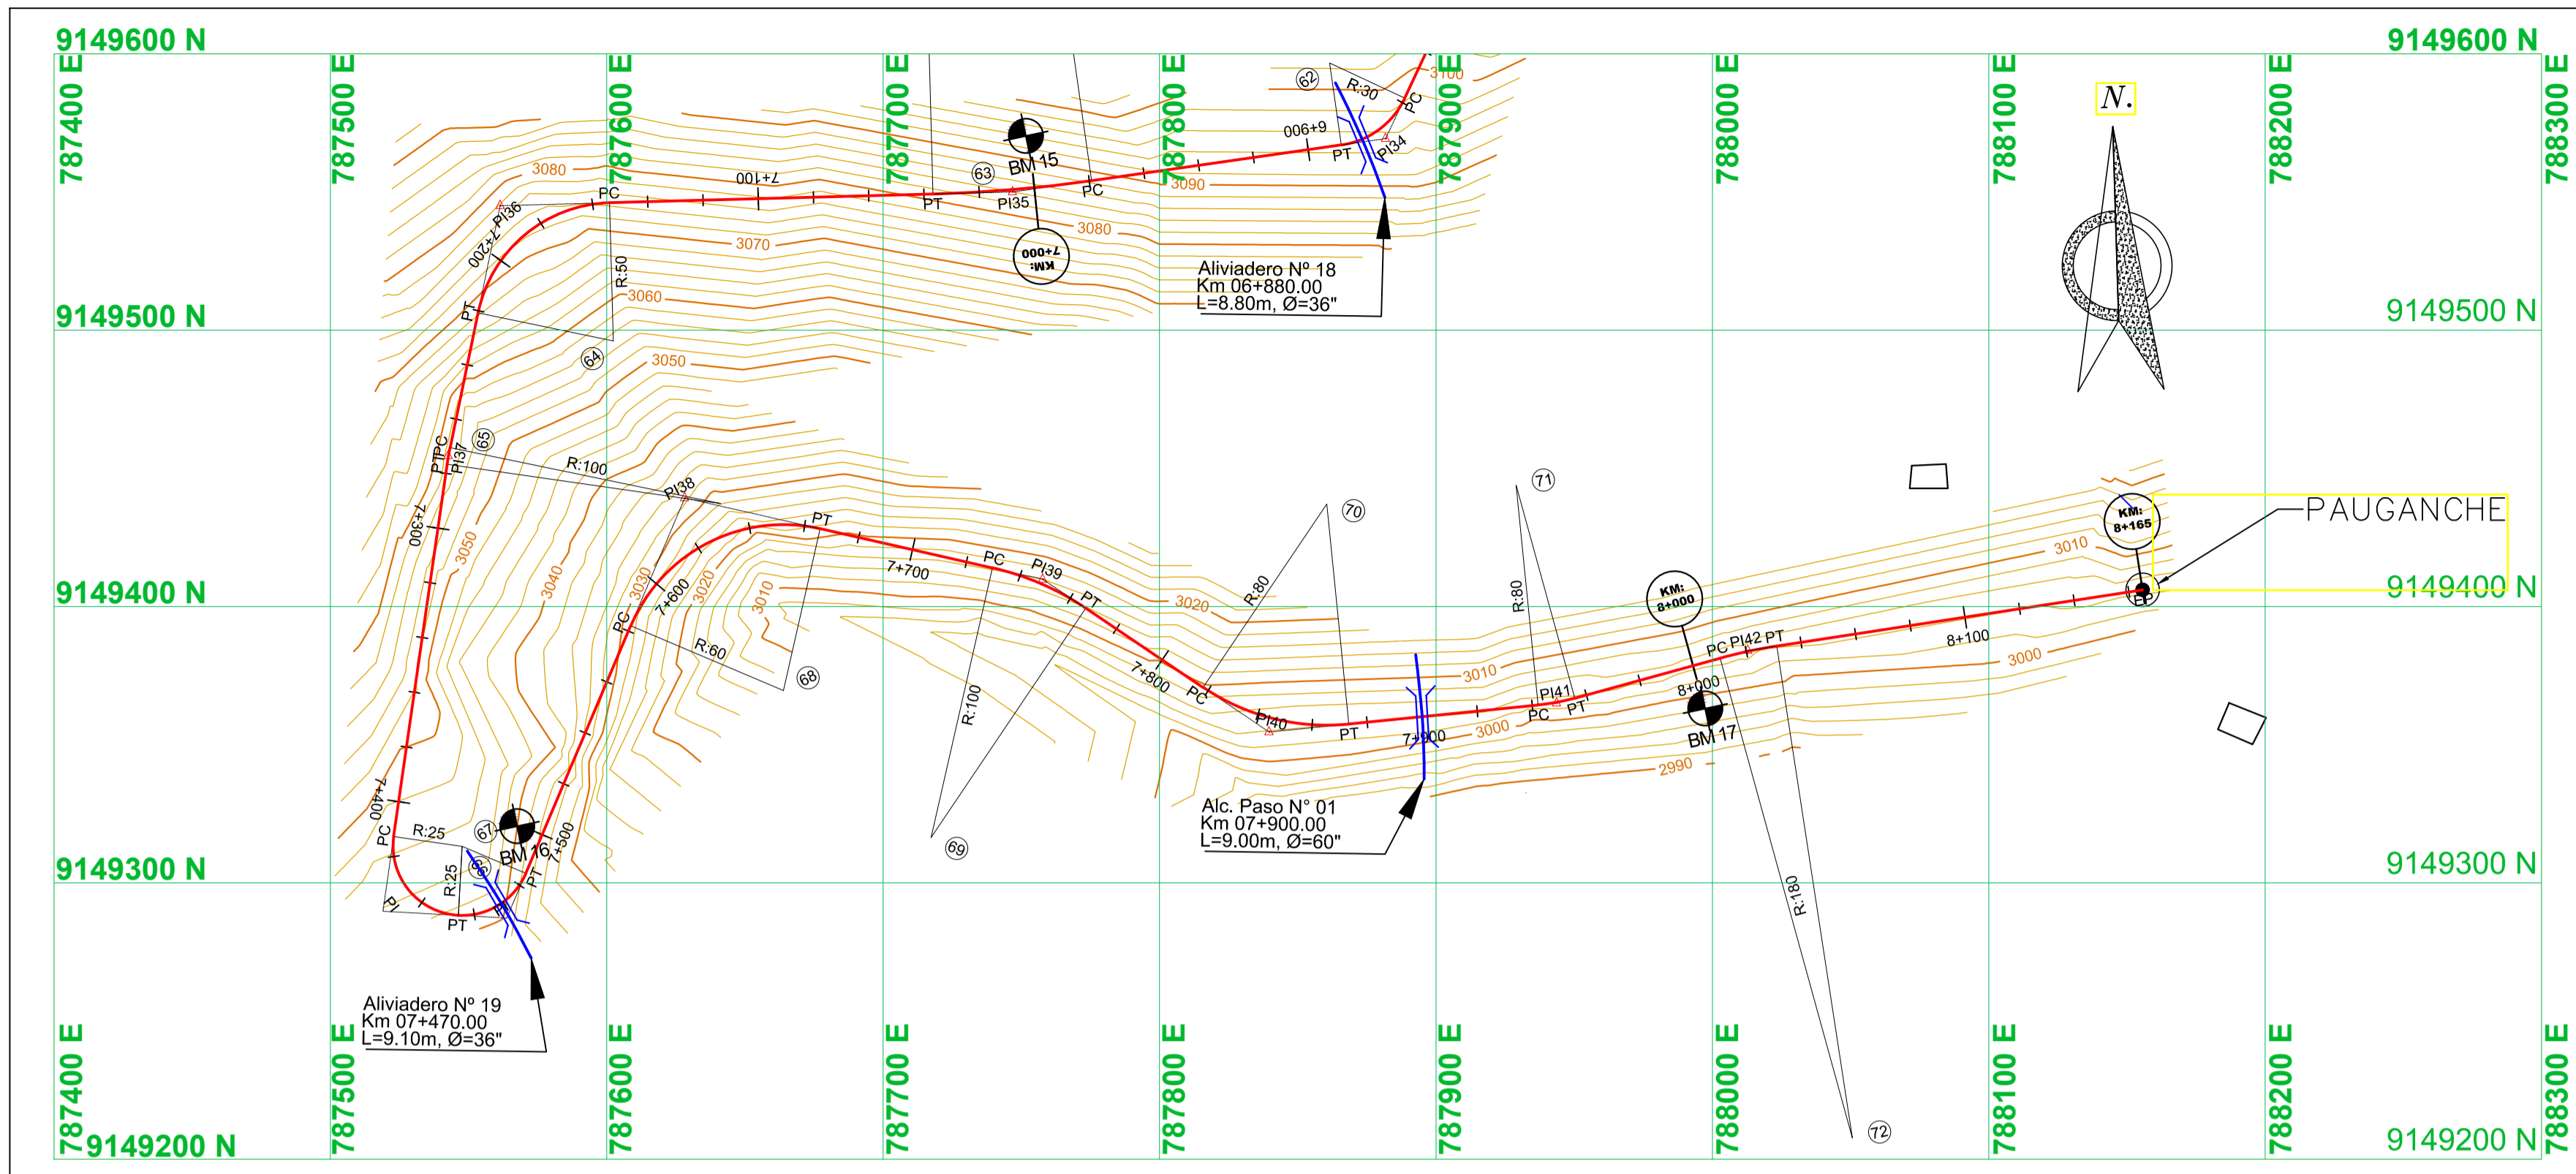 9149600 N
9149600 N
787400 E
787500 E
787600 E
787700 E
787800 E
787900 E
788000 E
788100 E
788200 E
788300 E
N.
62
R:30
3100
PC
6+900
PT
PI34
BM 15
63
3090
3080
PC
7+100
PT
PI35
PC
PI36
7+200
3070
3080
KM:
7+000
R:50
3060
Aliviadero Nº 18
Km 06+880.00
L=8.80m, Ø=36"
PT
9149500 N
9149500 N
64
3050
65
PC
PT
PI37
R:100
PI38
71
70
KM:
8+165
PAUGANCHE
7+300
3050
PT
PC
PI39
7+700
3010
3040
3030
3020
3010
7+600
R:80
R:80
KM:
8+000
9149400 N
9149400 N
EP
PT
3020
PC
R:60
68
PC
PI42
PT
8+100
3000
7+800
PC
3010
8+000
PI41
PC
PT
R:100
PI40
PT
7+900
3000
BM 17
2990
7+400
PC
R:25
67
BM 16
7+500
69
Alc. Paso N° 01
Km 07+900.00
L=9.00m, Ø=60"
9149300 N
9149300 N
R:25
66
PT
PI
PT
R:180
Aliviadero Nº 19
Km 07+470.00
L=9.10m, Ø=36"
787400 E
787500 E
787600 E
787700 E
787800 E
787900 E
788000 E
788100 E
788200 E
788300 E
72
9149200 N
9149200 N